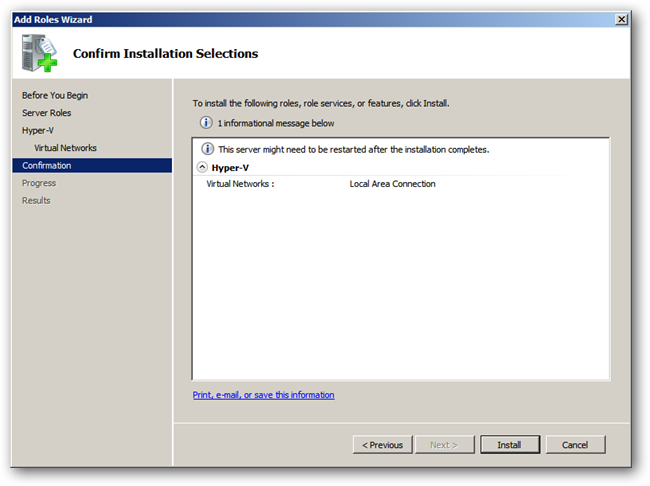 Add Roles Wizard
Confirm Installation Selections
Before You Begin
Server Roles
Hyper-V
Virtual Networks
Confirmation
Progress
Results
To install the following roles, role services, or features, click Install.
1 informational message below
This server might need to be restarted after the installation completes.
Hyper-V
Virtual Networks : Local Area Connection
Print, e-mail, or save this information
< Previous Next > Install Cancel